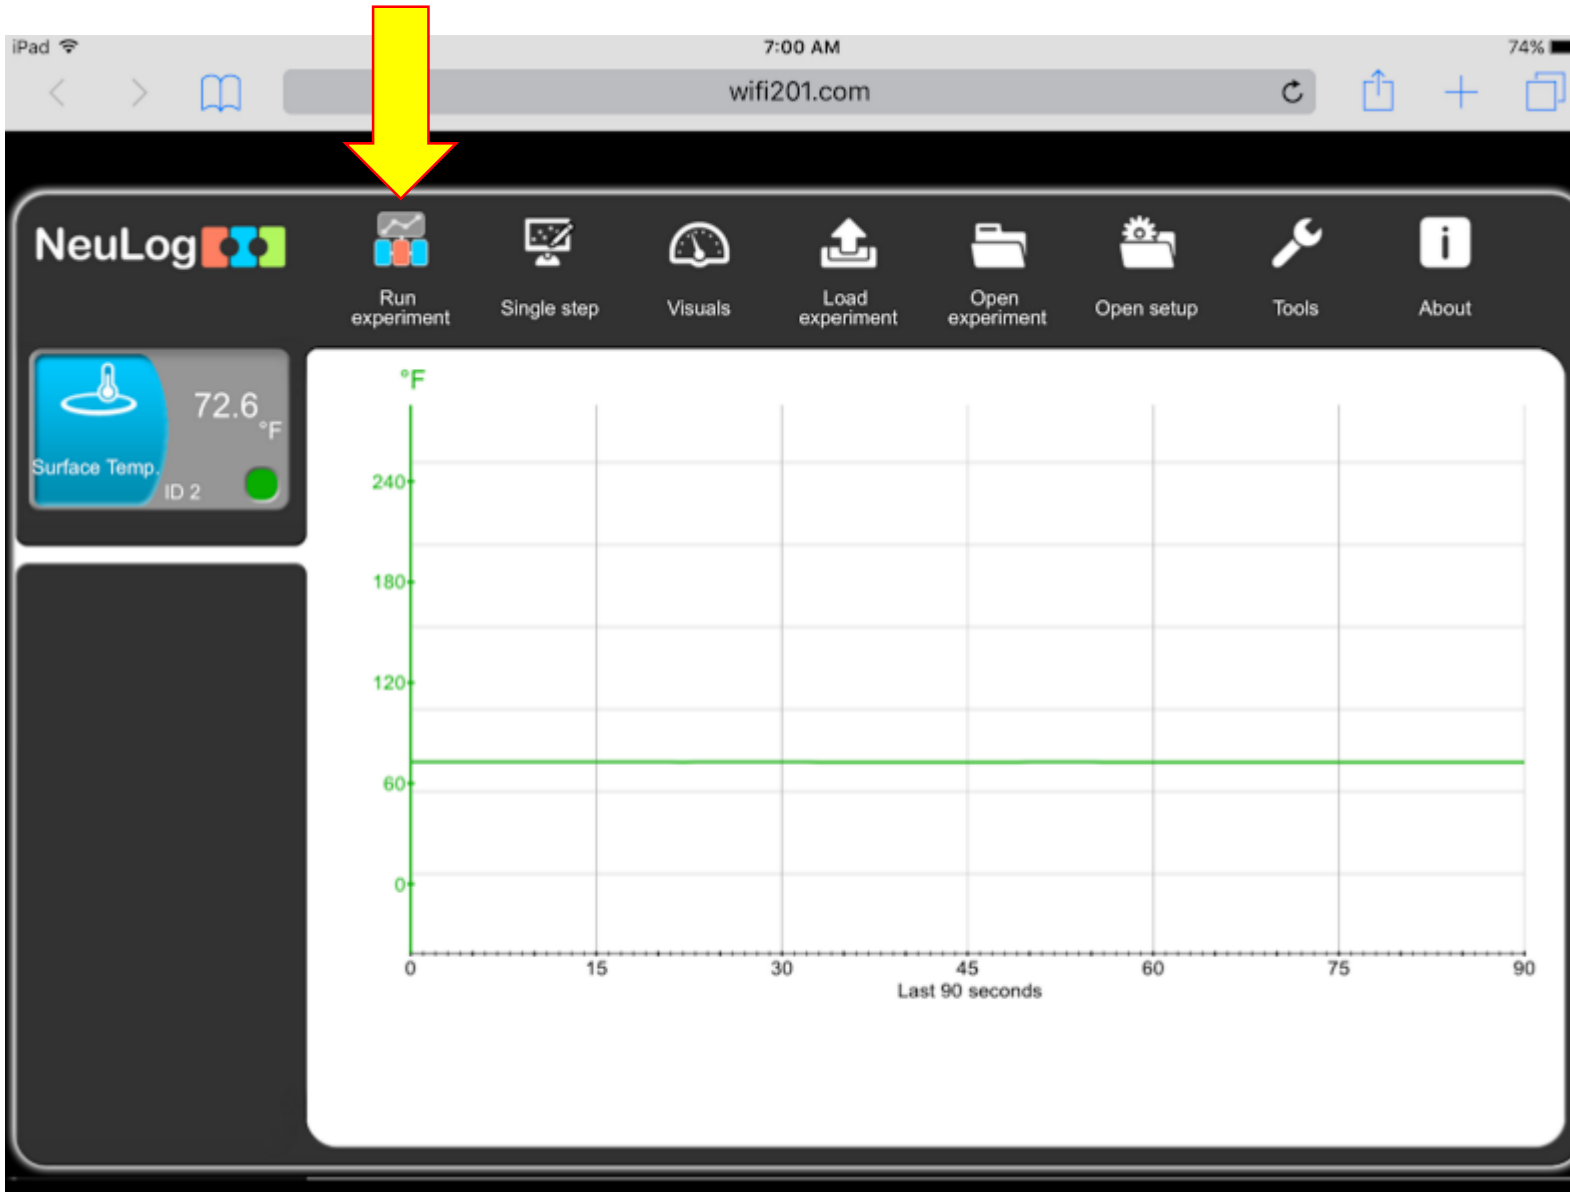 iPad
7:00 AM
74%
wifi201.com
NeuLog
Run
experiment
Single step
Visuals
Load
experiment
Open
experiment
Open setup
Tools
i
About
72.6 °F
Surface Temp.
ID 2
°F
240
180
120
60
0
0 15 30 45 60 75 90
Last 90 seconds